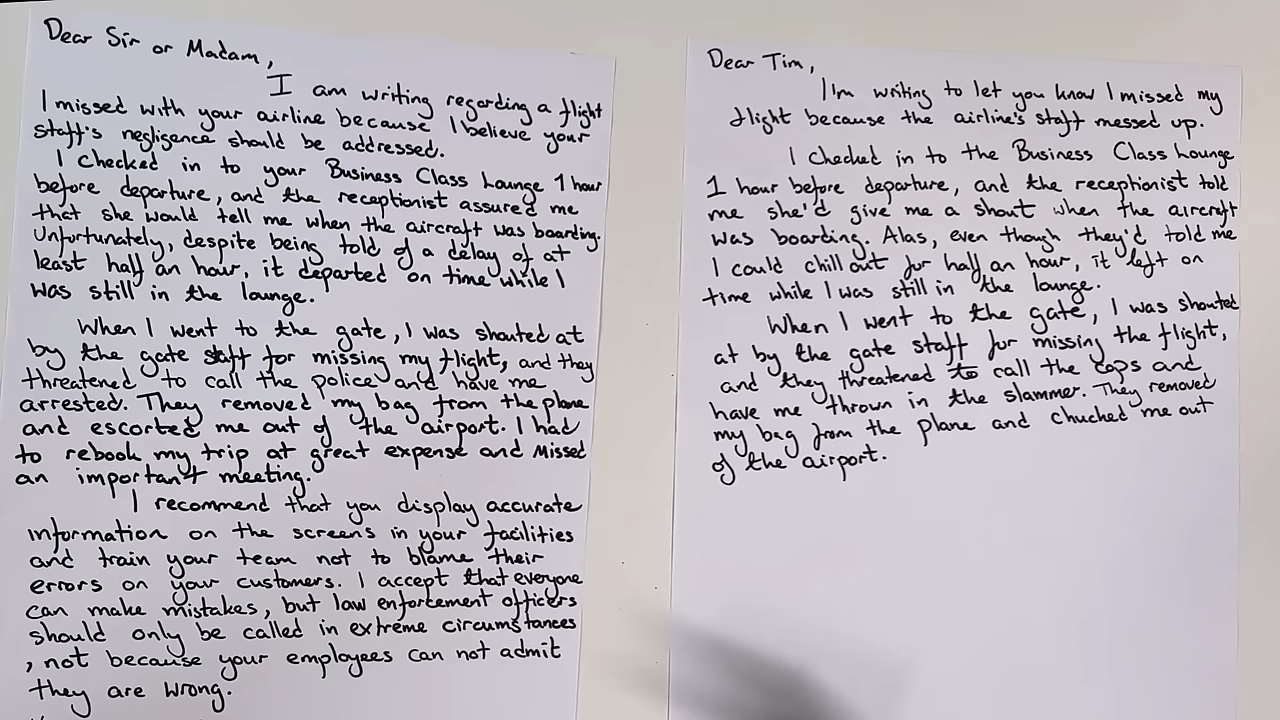 Dear Sir or Madam,
I am writing regarding a flight
I missed with your airline because I believe your
staff's negligence should be addressed.
I checked in to your Business Class Lounge 1 hour
before departure, and the receptionist assured me
that she would tell me when the aircraft was boarding.
Unfortunately, despite being told of a delay of at
least half an hour, it departed on time while I
was still in the lounge.
When I went to the gate, I was shouted at
by the gate staff for missing my flight, and they
threatened to call the police and have me
arrested. They removed my bag from the plane
and escorted me out of the airport. I had
to rebook my trip at great expense and missed
an important meeting.
I recommend that you display accurate
information on the screens in your facilities
and train your team not to blame their
errors on your customers. I accept that everyone
can make mistakes, but law enforcement officers
should only be called in extreme circumstances
, not because your employees can not admit
they are wrong.
Dear Tim,
I'm writing to let you know I missed my
flight because the airline's staff messed up.
I checked in to the Business Class Lounge
1 hour before departure, and the receptionist told
me she'd give me a shout when the aircraft
was boarding. Alas, even though they'd told me
I could chill out for half an hour, it left on
time while I was still in the lounge.
When I went to the gate, I was shouted
at by the gate staff for missing the flight,
and they threatened to call the cops and
have me thrown in the slammer. They removed
my bag from the plane and chucked me out
of the airport.